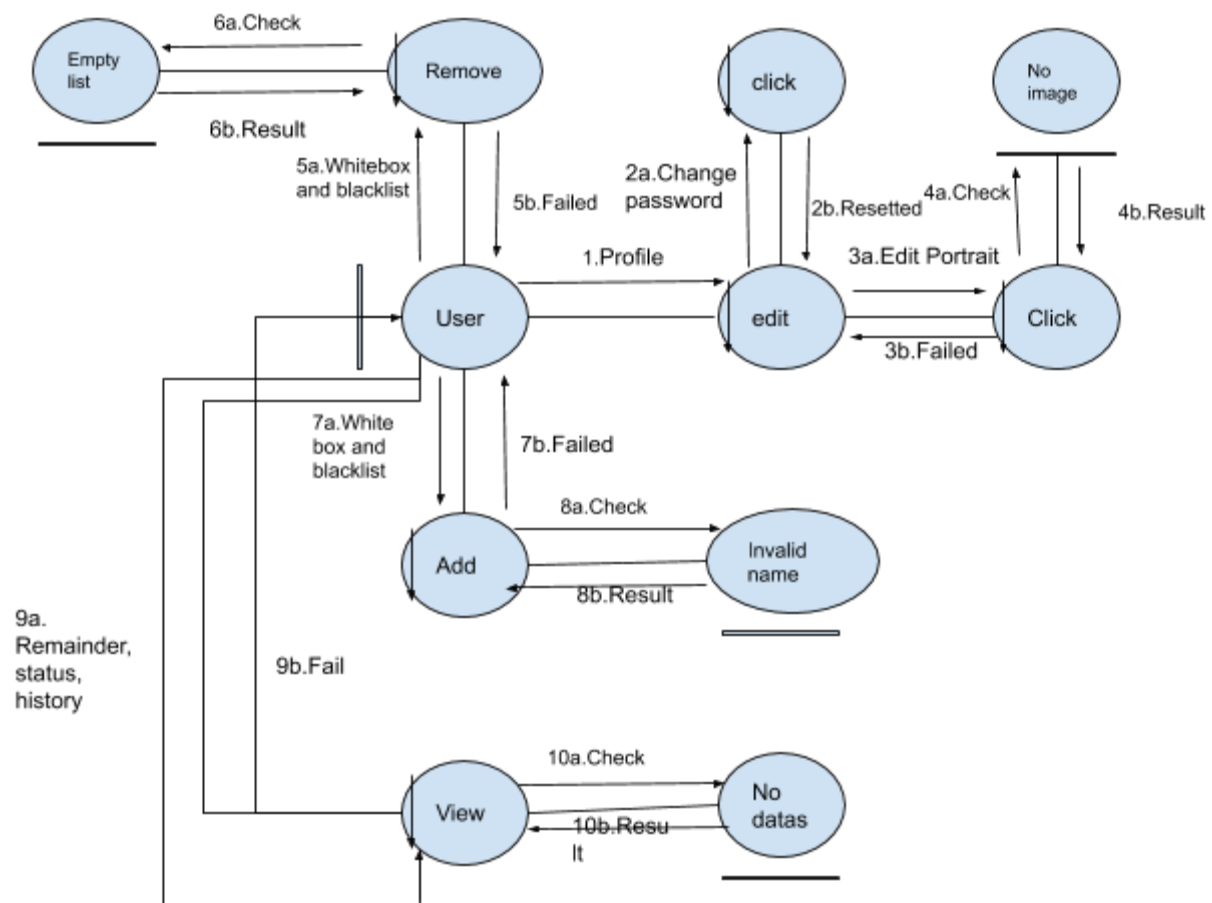 6a.Check
Empty
list
Remove
click
No
image
6b.Result
5a.Whitebox
and blacklist
5b.Failed
2a.Change
password
2b.Resetted
4a.Check
4b.Result
1.Profile
3a.Edit Portrait
User
edit
Click
3b.Failed
7a.White
box and
blacklist
7b.Failed
8a.Check
Add
Invalid
name
8b.Result
9a.
Remainder,
status,
history
9b.Fail
10a.Check
View
No
datas
10b.Resu
lt